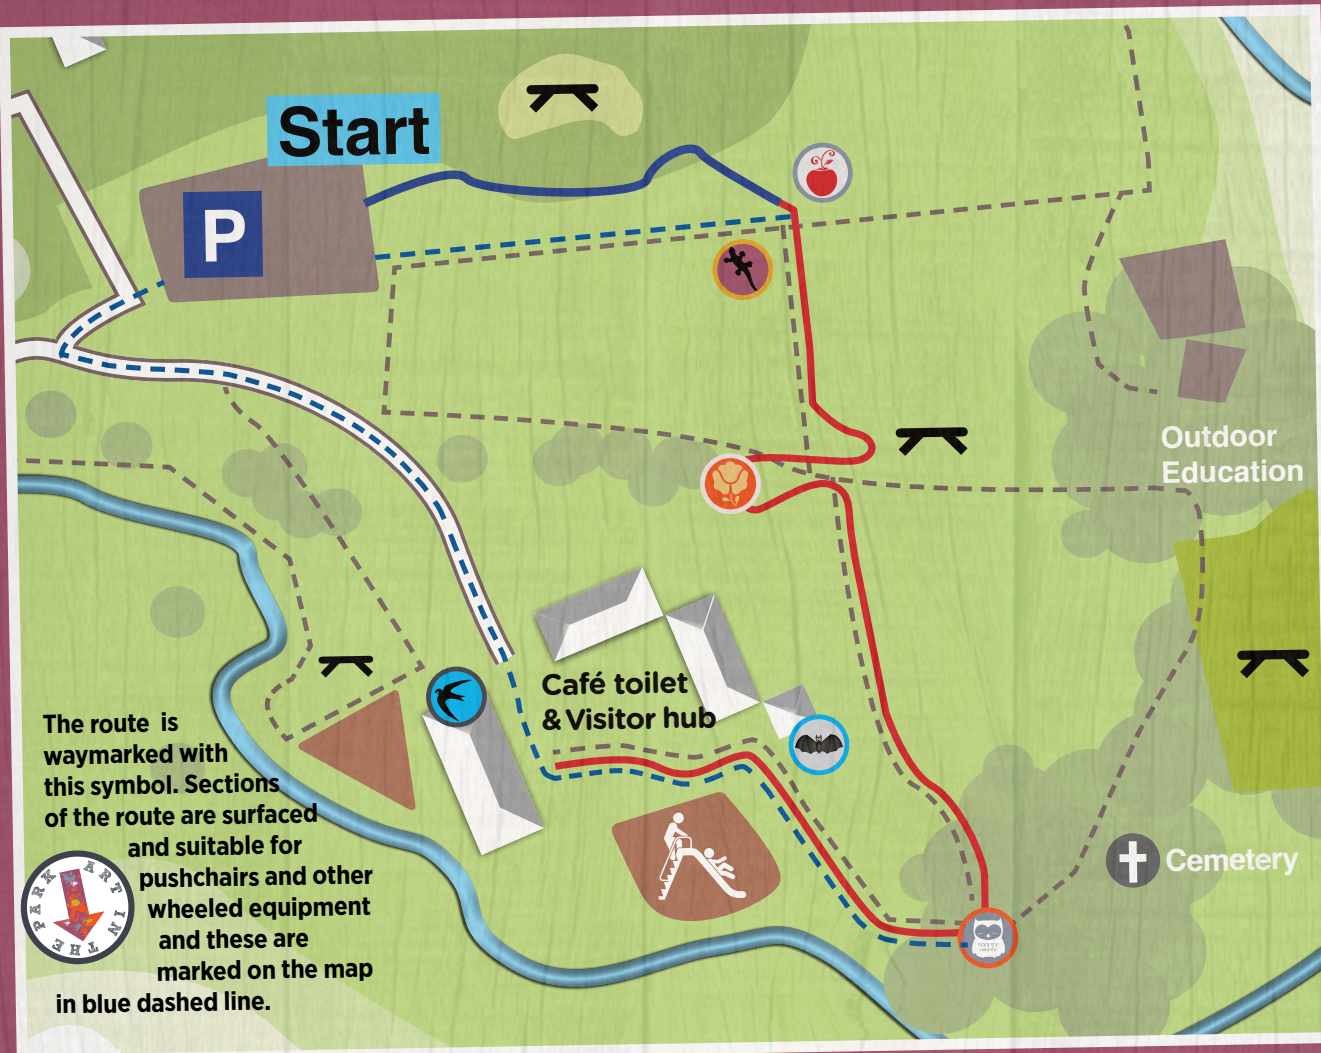 Start
P
Outdoor
Education
Café toilet
& Visitor hub
Cemetery
The route is
waymarked with
this symbol. Sections
of the route are surfaced
and suitable for
pushchairs and other
wheeled equipment
and these are
marked on the map
in blue dashed line.
ART IN THE PARK